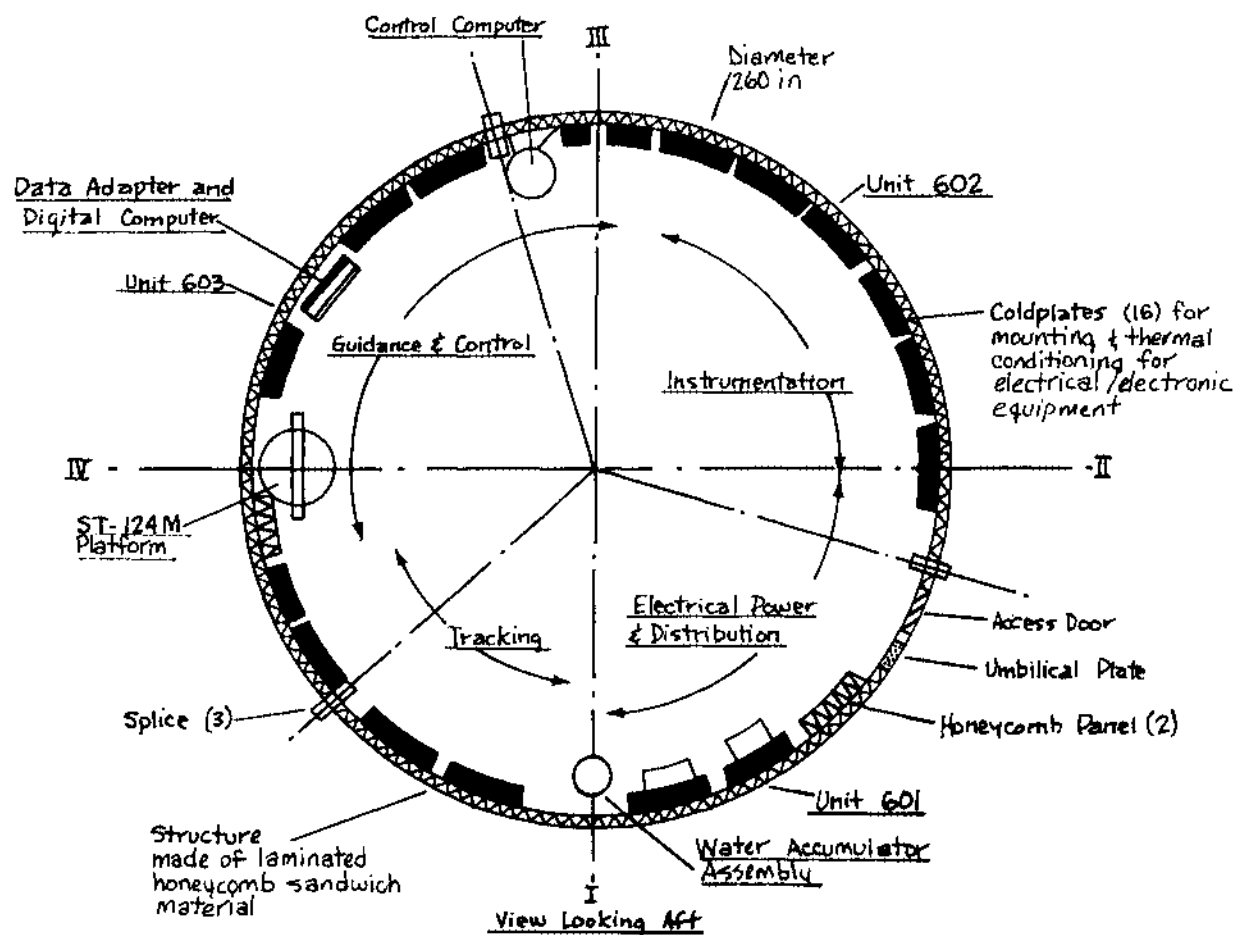 Control Computer
III
Diameter
260 in
Data Adapter and
Digital Computer
Unit 602
Unit 603
Guidance & Control
Coldplates (16) for
mounting & thermal
conditioning for
electrical/electronic
equipment
Instrumentation
IV
II
ST-124M
Platform
Electrical Power
& Distribution
Tracking
Access Door
Umbilical Plate
Splice (3)
Honeycomb Panel (2)
Unit 601
Structure
made of laminated
honeycomb sandwich
material
Water Accumulator
Assembly
I
View Looking Aft